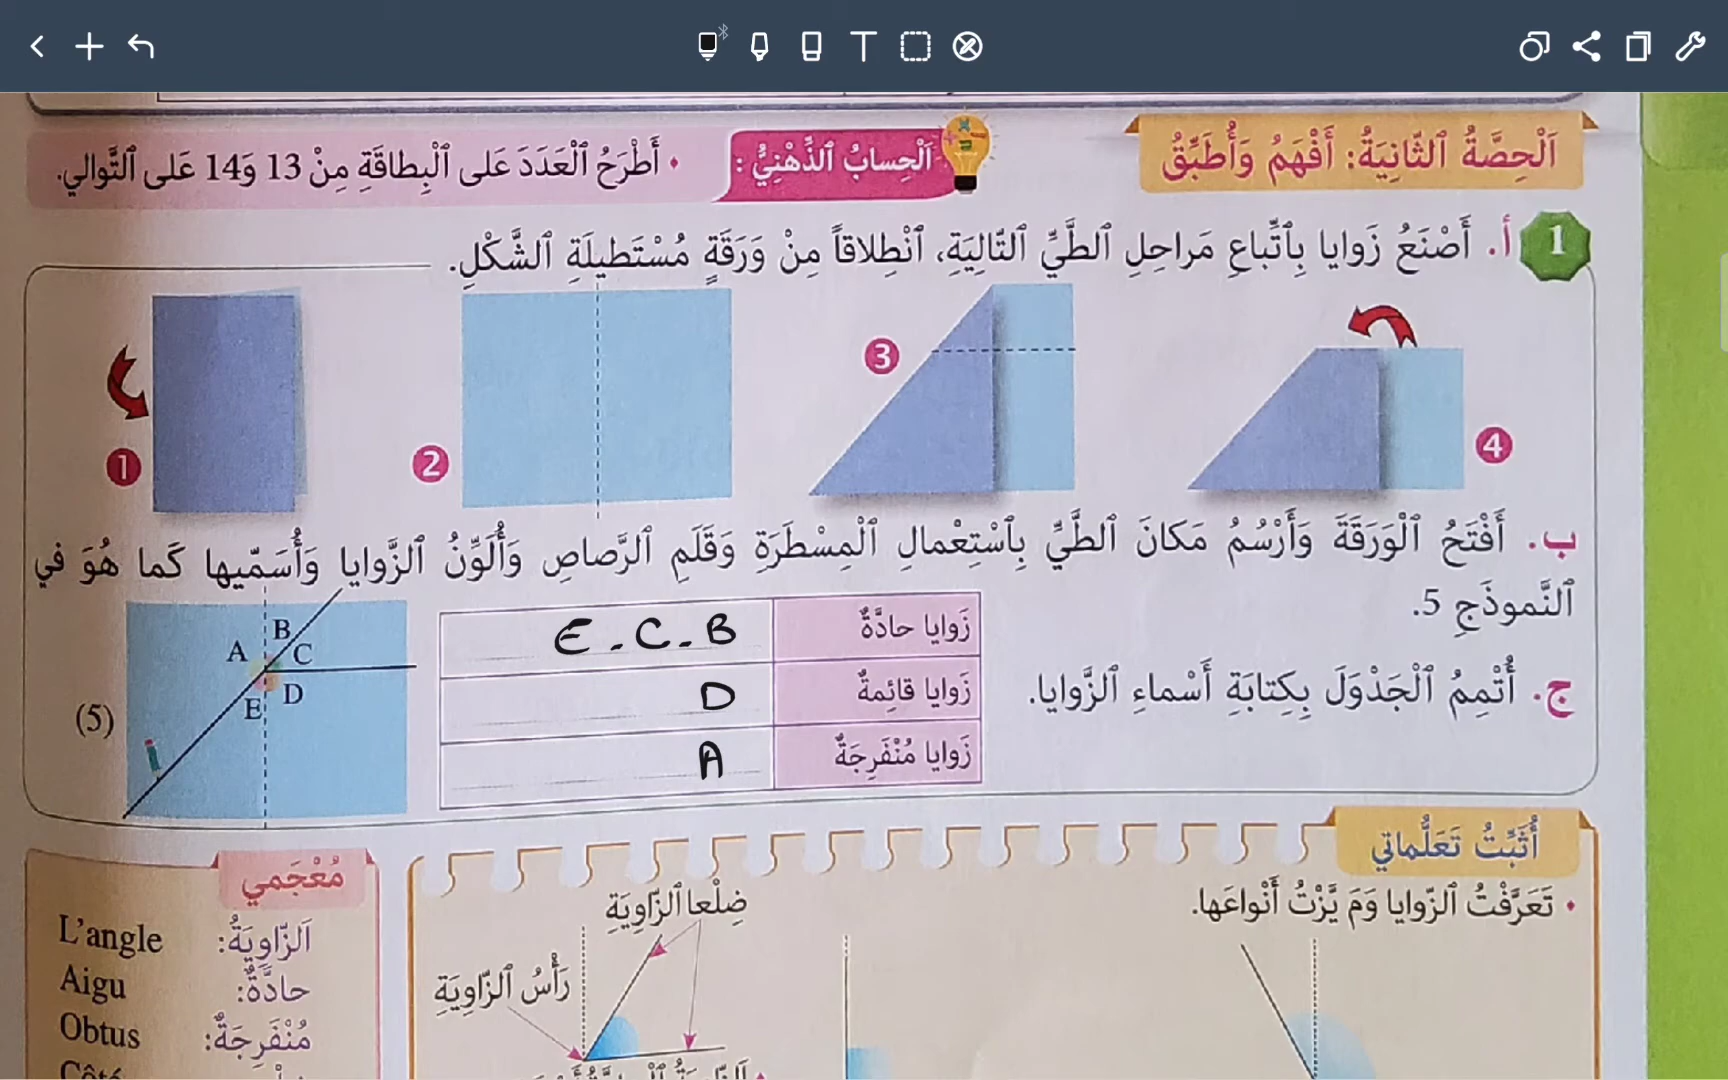 اَلْحِصَّةُ ٱلثّانِيَةُ: أَفْهَمُ وَأُطَبِّقُ
اَلْحِسابُ ٱلذِّهْنِيُّ :
• أَطْرَحُ ٱلْعَدَدَ عَلى ٱلْبِطاقَةِ مِنْ 13 وَ14 عَلى ٱلتَّوالي.
1 أ. أَصْنَعُ زَوايا بِٱتِّباعِ مَراحِلِ ٱلطَّيِّ ٱلتّالِيَةِ، ٱنْطِلاقاً مِنْ وَرَقَةٍ مُسْتَطيلَةِ ٱلشَّكْلِ.
1
2
3
4
ب. أَفْتَحُ ٱلْوَرَقَةَ وَأَرْسُمُ مَكانَ ٱلطَّيِّ بِٱسْتِعْمالِ ٱلْمِسْطَرَةِ وَقَلَمِ ٱلرَّصاصِ وَأُلَوِّنُ ٱلزَّوايا وَأُسَمّيها كَما هُوَ في
ٱلنَّموذَجِ 5.
ج. أُتْمِمُ ٱلْجَدْوَلَ بِكِتابَةِ أَسْماءِ ٱلزَّوايا.
زَوايا حادَّةٌ E - C - B
زَوايا قائِمةٌ D
زَوايا مُنْفَرِجَةٌ A
A
B
C
D
E
(5)
أُثَبِّتُ تَعَلُّماتي
• تَعَرَّفْتُ ٱلزَّوايا وَمَ يَّزْتُ أَنْواعَها.
ضِلْعا ٱلزّاوِيَةِ
رَأْسُ ٱلزّاوِيَةِ
مُعْجَمي
اَلزّاوِيَةُ: L'angle
حادَّةٌ: Aigu
مُنْفَرِجَةٌ: Obtus
Côté